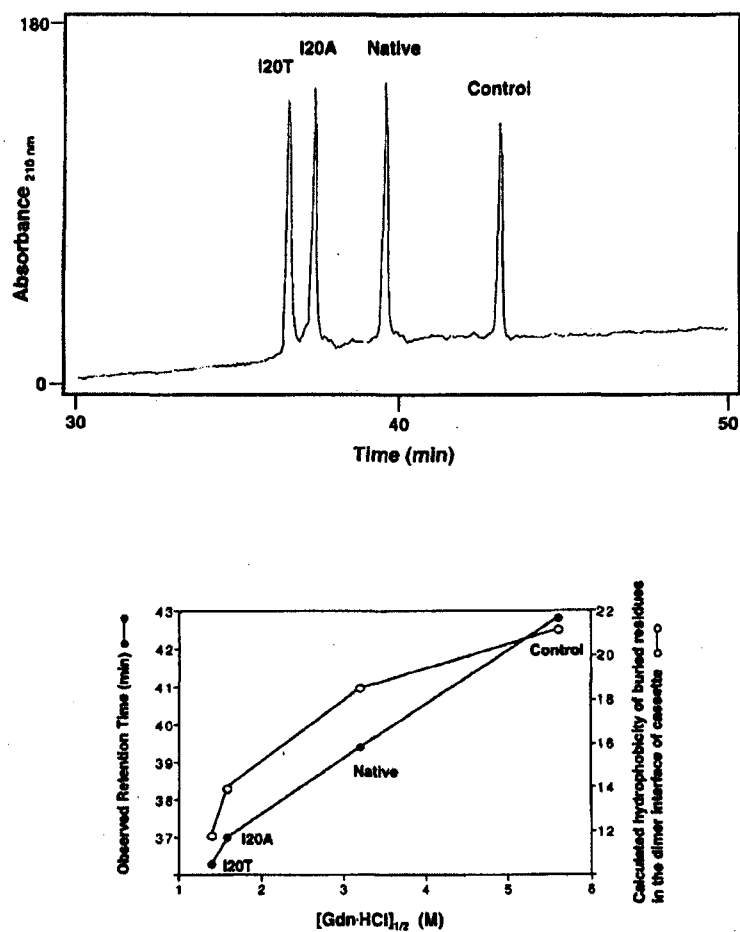 180
I20T
I20A
Native
Control
Absorbance 210 nm
0
30
40
50
Time (min)
43
42
41
40
39
38
37
22
20
18
16
14
12
Control
Native
I20A
I20T
1
2
3
4
5
6
Observed Retention Time (min)
Calculated hydrophobicity of buried residues
in the dimer interface of cassette
[Gdn·HCl]1/2 (M)